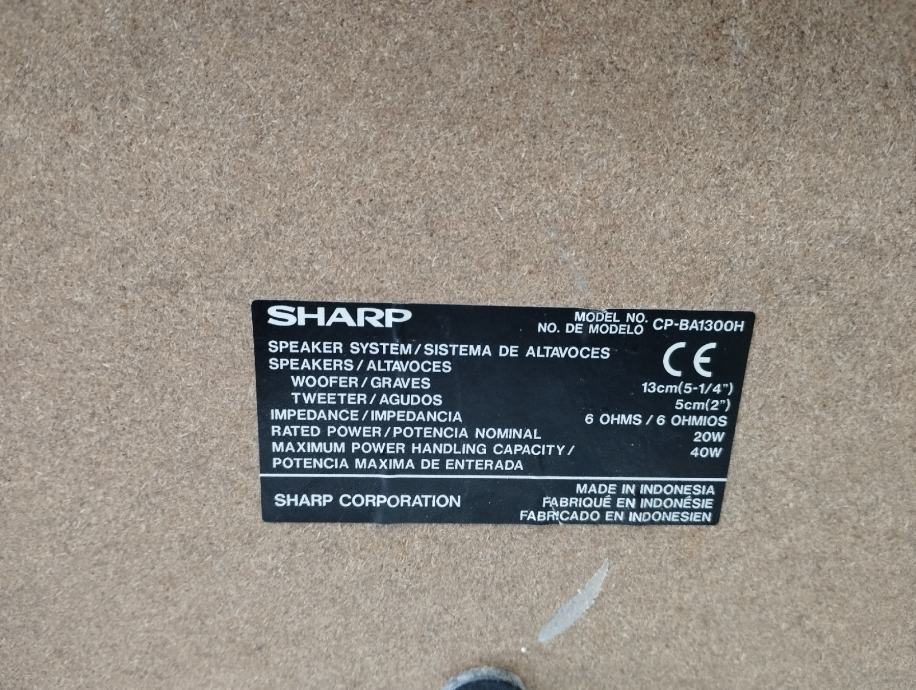 SHARP
MODEL NO.
NO. DE MODELO CP-BA1300H
SPEAKER SYSTEM/SISTEMA DE ALTAVOCES
CE
SPEAKERS/ALTAVOCES
WOOFER/GRAVES 13cm(5-1/4")
TWEETER/AGUDOS 5cm(2")
IMPEDANCE/IMPEDANCIA 6 OHMS / 6 OHMIOS
RATED POWER/POTENCIA NOMINAL 20W
MAXIMUM POWER HANDLING CAPACITY/ 40W
POTENCIA MAXIMA DE ENTERADA
SHARP CORPORATION
MADE IN INDONESIA
FABRIQUÉ EN INDONÉSIE
FABRICADO EN INDONESIEN